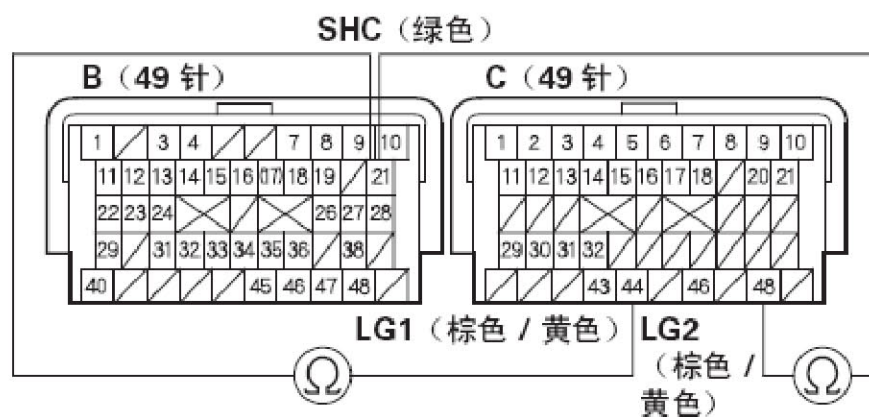 SHC（绿色）
B（49 针） C（49 针）
1 3 4 7 8 9 10 1 2 3 4 5 6 7 8 9 10
11 12 13 14 15 16 (17) 18 19 21 11 12 13 14 15 16 17 18 20 21
22 23 24 26 27 28
29 31 32 33 34 35 36 38 29 30 31 32
40 45 46 47 48 43 44 46 48
LG1（棕色 / 黄色） LG2
（棕色 /
黄色）
Ω Ω